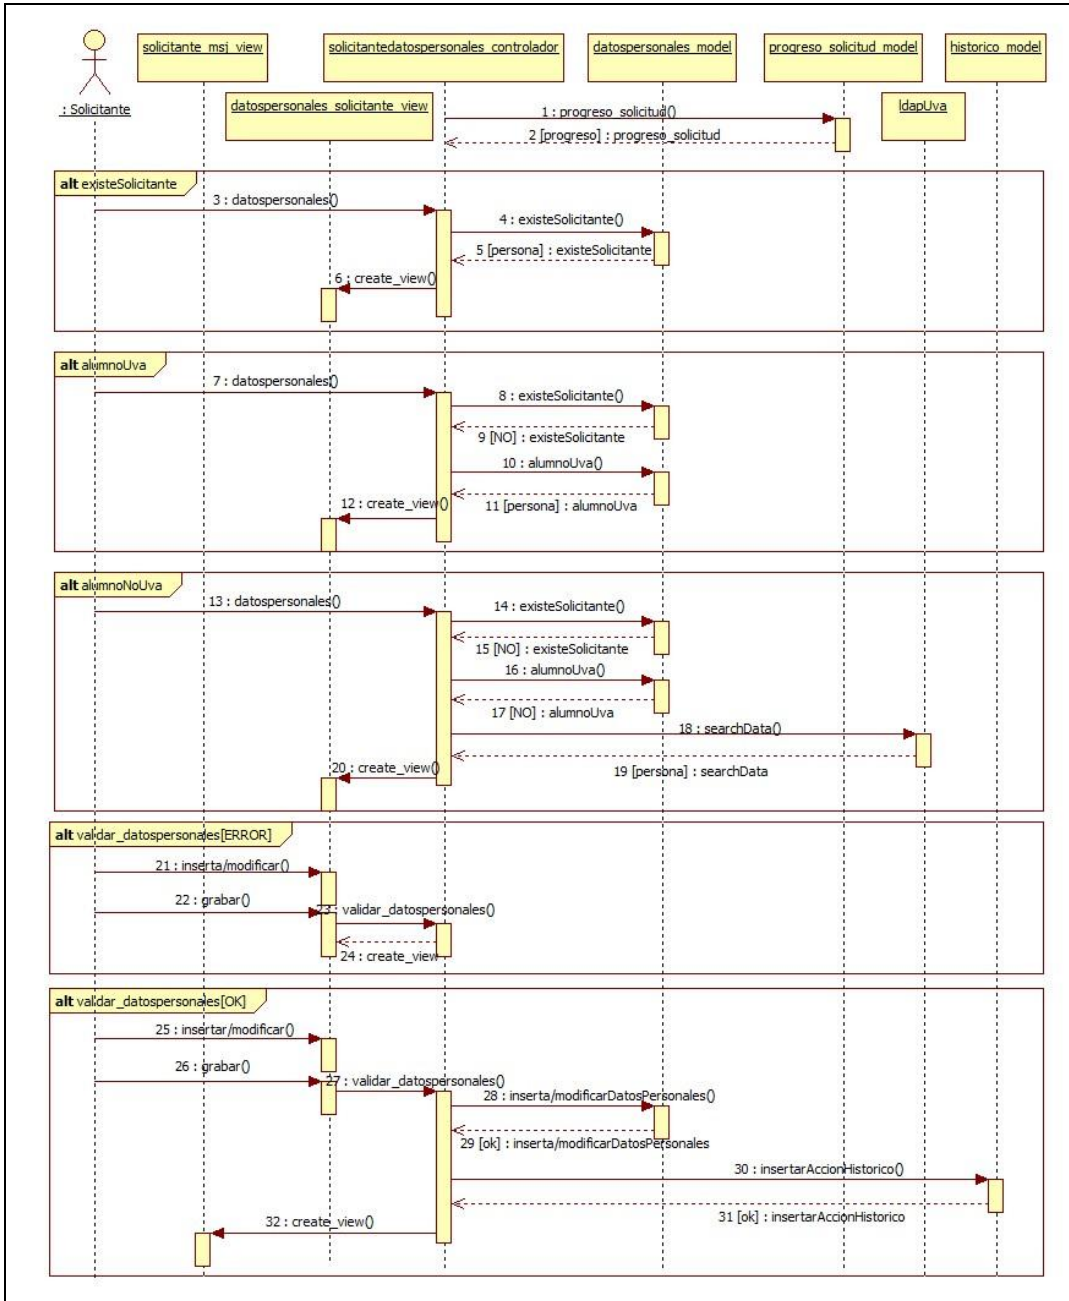 solicitante_msj_view
solicitantedatospersonales_controlador
datospersonales_model
progreso_solicitud_model
historico_model
: Solicitante
datospersonales_solicitante_view
ldapUva
1 : progreso_solicitud()
2 [progreso] : progreso_solicitud
alt existeSolicitante
3 : datospersonales()
4 : existeSolicitante()
5 [persona] : existeSolicitante
6 : create_view()
alt alumnoUva
7 : datospersonales()
8 : existeSolicitante()
9 [NO] : existeSolicitante
10 : alumnoUva()
11 [persona] : alumnoUva
12 : create_view()
alt alumnoNoUva
13 : datospersonales()
14 : existeSolicitante()
15 [NO] : existeSolicitante
16 : alumnoUva()
17 [NO] : alumnoUva
18 : searchData()
19 [persona] : searchData
20 : create_view()
alt validar_datospersonales[ERROR]
21 : inserta/modificar()
22 : grabar()
23 : validar_datospersonales()
24 : create_view
alt validar_datospersonales[OK]
25 : insertar/modificar()
26 : grabar()
27 : validar_datospersonales()
28 : inserta/modificarDatosPersonales()
29 [ok] : inserta/modificarDatosPersonales
30 : insertarAccionHistorico()
31 [ok] : insertarAccionHistorico
32 : create_view()